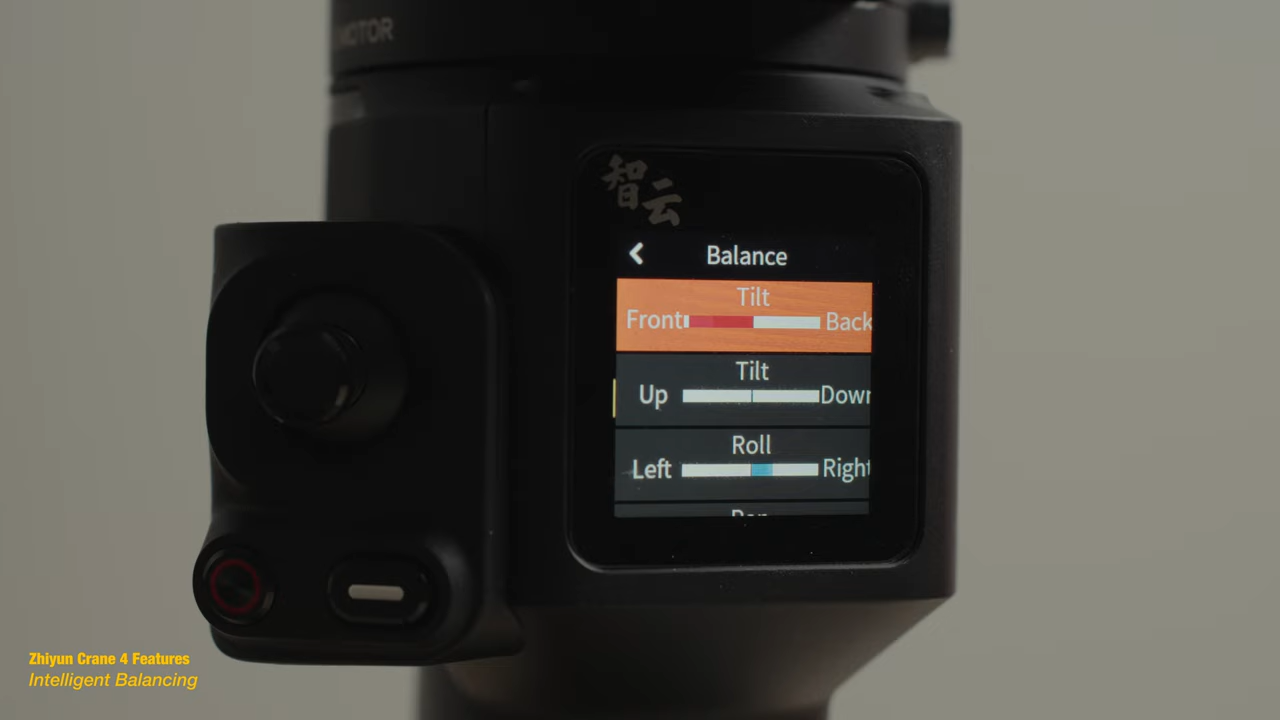 MOTOR
智云
Balance
Tilt
Front Back
Tilt
Up Down
Roll
Left Right
Zhiyun Crane 4 Features
Intelligent Balancing